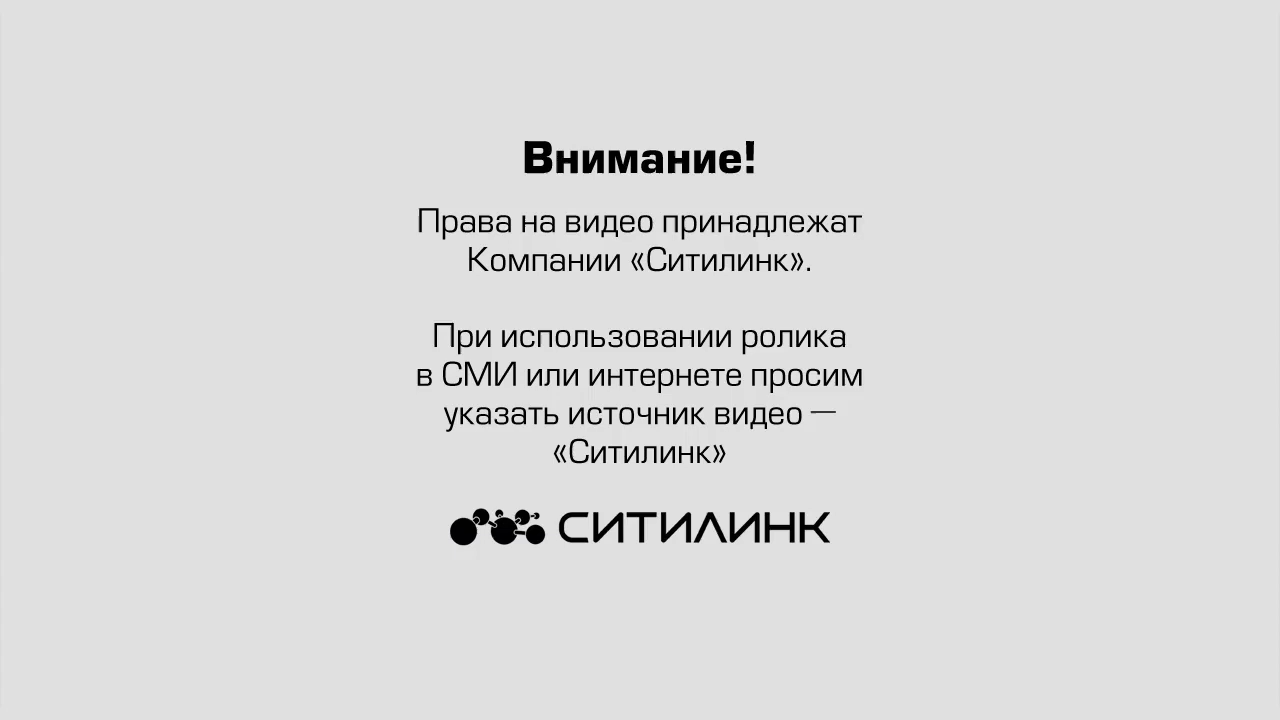 Внимание!
Права на видео принадлежат
Компании «Ситилинк».
При использовании ролика
в СМИ или интернете просим
указать источник видео —
«Ситилинк»
СИТИЛИНК